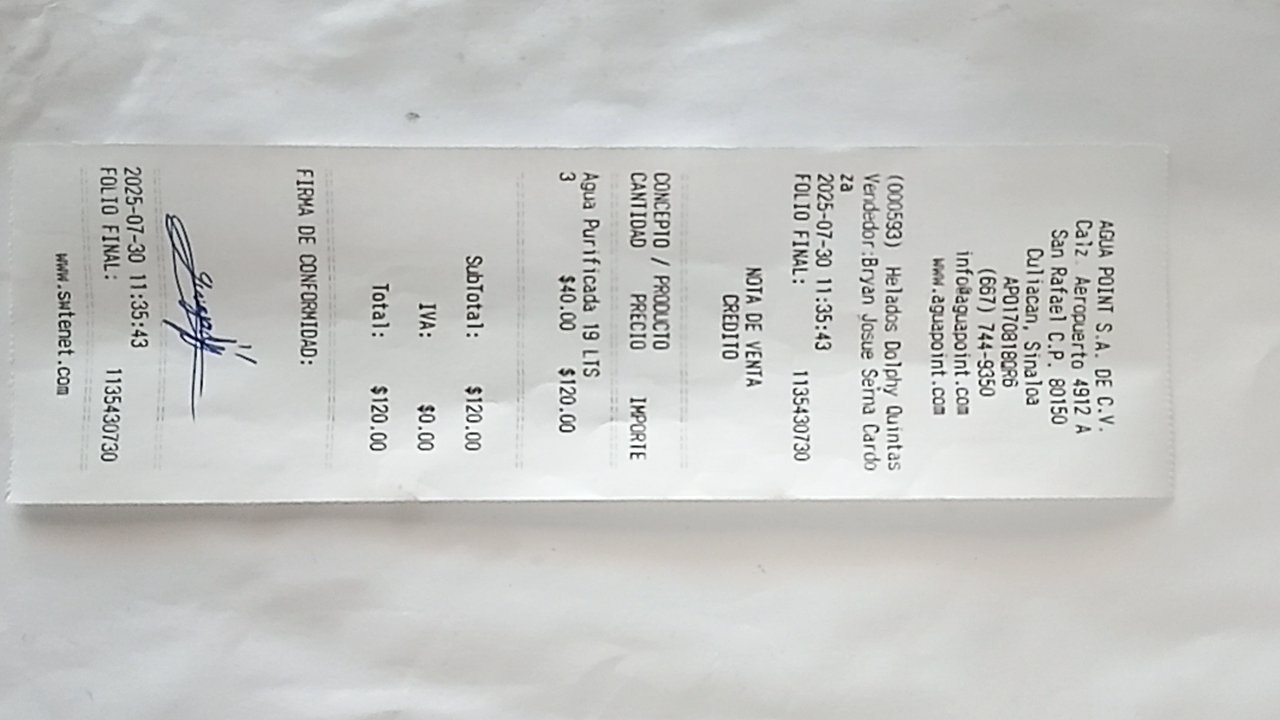 AGUA POINT S.A. DE C.V.
Calz. Aeropuerto 4912 A
San Rafael C.P. 80150
Culiacan, Sinaloa
APO170818QR6
(667) 744-9350
info@aguapoint.com
www.aguapoint.com
(000593) Helados Dolphy Quintas
Vendedor:Bryan Josue Serna Cardo
za
2025-07-30 11:35:43
FOLIO FINAL: 1135430730
NOTA DE VENTA
CREDITO
CONCEPTO / PRODUCTO
CANTIDAD PRECIO IMPORTE
Agua Purificada 19 LTS
3 $40.00 $120.00
SubTotal: $120.00
IVA: $0.00
Total: $120.00
FIRMA DE CONFORMIDAD:
2025-07-30 11:35:43
FOLIO FINAL: 1135430730
www.swtenet.com